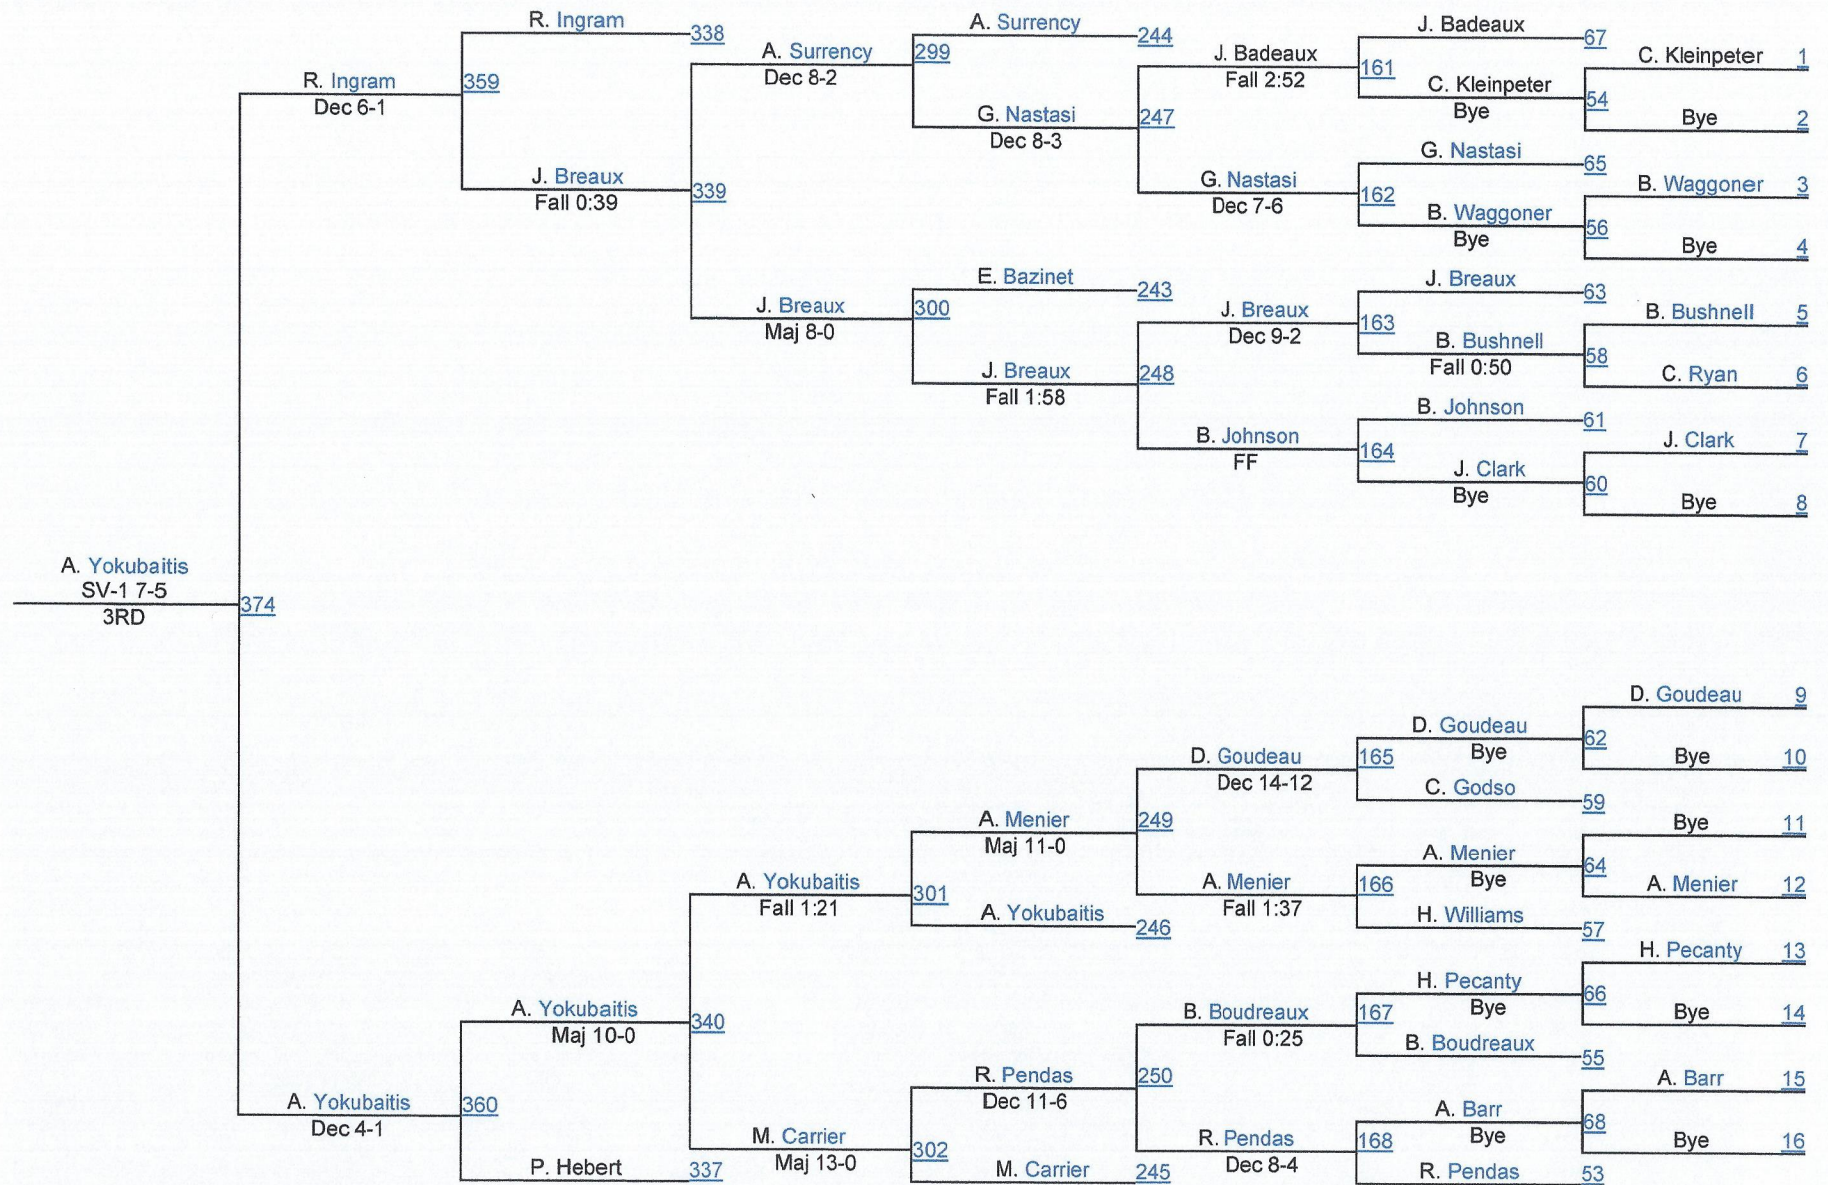 R. Ingram
338
R. Ingram
Dec 6-1
359
J. Breaux
Fall 0:39
339
A. Surrency
Dec 8-2
299
A. Surrency
244
G. Nastasi
Dec 8-3
247
J. Badeaux
Fall 2:52
161
J. Badeaux
67
C. Kleinpeter
Bye
54
C. Kleinpeter 1
Bye 2
G. Nastasi
Dec 7-6
162
G. Nastasi
65
B. Waggoner
Bye
56
B. Waggoner 3
Bye 4
J. Breaux
Maj 8-0
300
E. Bazinet
243
J. Breaux
Fall 1:58
248
J. Breaux
Dec 9-2
163
J. Breaux
63
B. Bushnell
Fall 0:50
58
B. Bushnell 5
C. Ryan 6
B. Johnson
FF
164
B. Johnson
61
J. Clark
Bye
60
J. Clark 7
Bye 8
A. Yokubaitis
SV-1 7-5
3RD
374
A. Yokubaitis
Dec 4-1
360
A. Yokubaitis
Maj 10-0
340
P. Hebert
337
A. Yokubaitis
Fall 1:21
301
A. Menier
Maj 11-0
249
A. Yokubaitis
246
D. Goudeau
Dec 14-12
165
D. Goudeau
Bye
62
D. Goudeau 9
Bye 10
C. Godso
59
A. Menier
Fall 1:37
166
A. Menier
Bye
64
Bye 11
A. Menier 12
H. Williams
57
M. Carrier
Maj 13-0
302
R. Pendas
Dec 11-6
250
M. Carrier
245
B. Boudreaux
Fall 0:25
167
H. Pecanty
Bye
66
H. Pecanty 13
Bye 14
B. Boudreaux
55
R. Pendas
Dec 8-4
168
A. Barr
Bye
68
A. Barr 15
Bye 16
R. Pendas
53